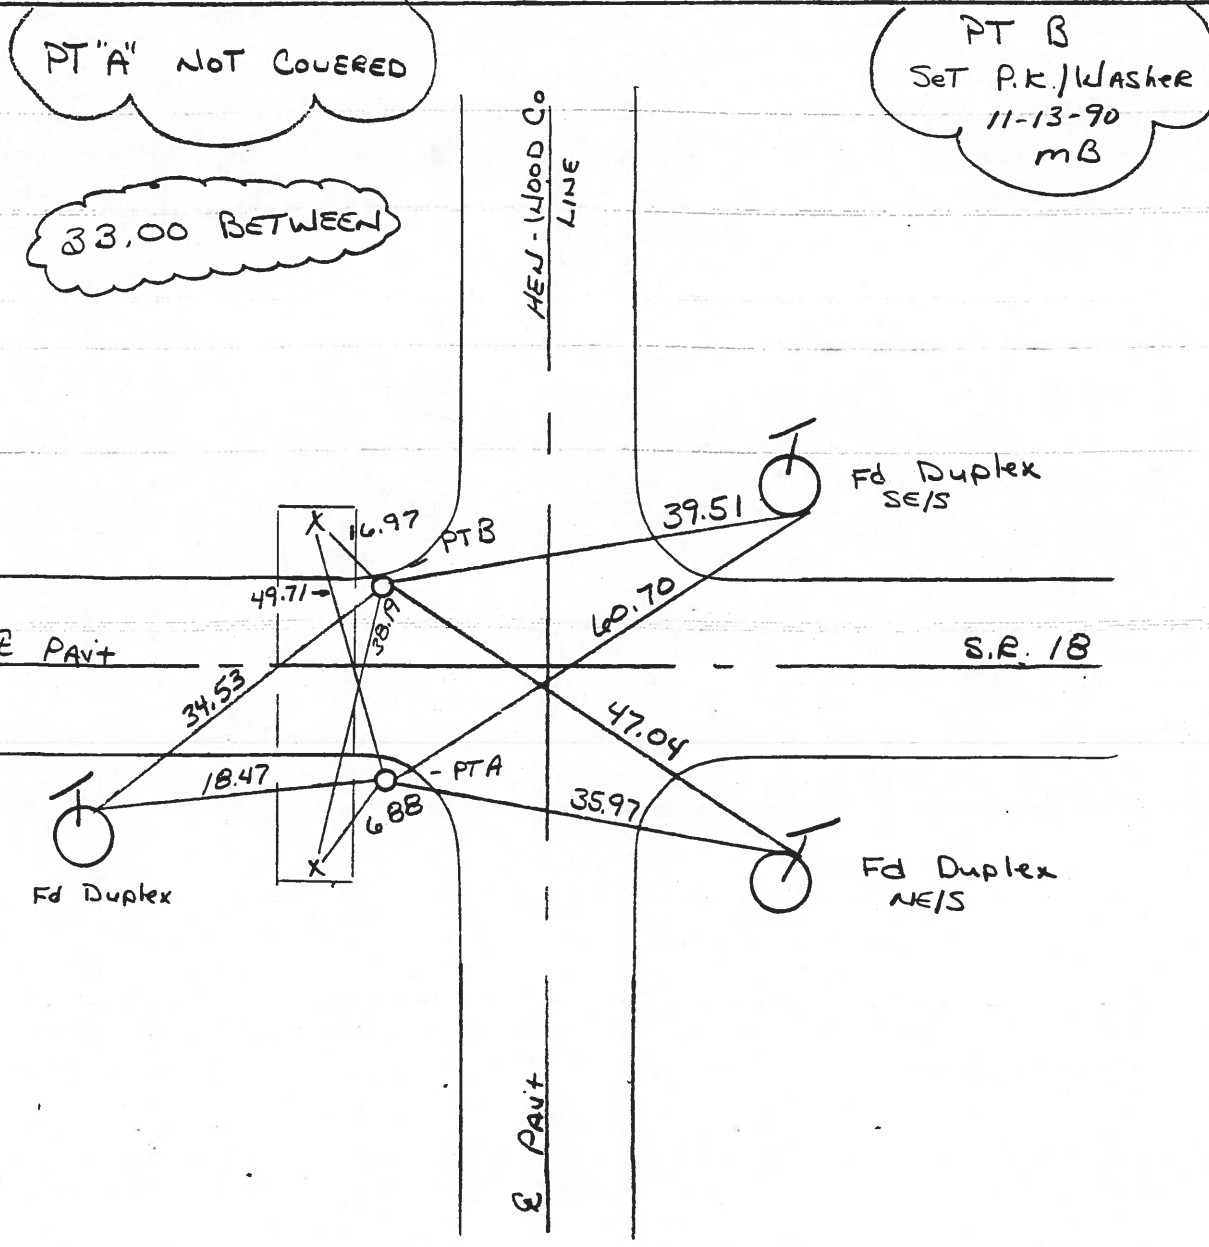 PT "A" NOT COVERED
PT B
SET P.K./WASHER
11-13-90
mB
33.00 BETWEEN
HEN-WOOD Co
LINE
Fd Duplex
SE/S
39.51
16.97
PT B
49.71
38.19
60.70
E PAV't
S.R. 18
34.53
47.04
18.47
- PT A
6.88
35.97
Fd Duplex
Fd Duplex
NE/S
℄ PAV't